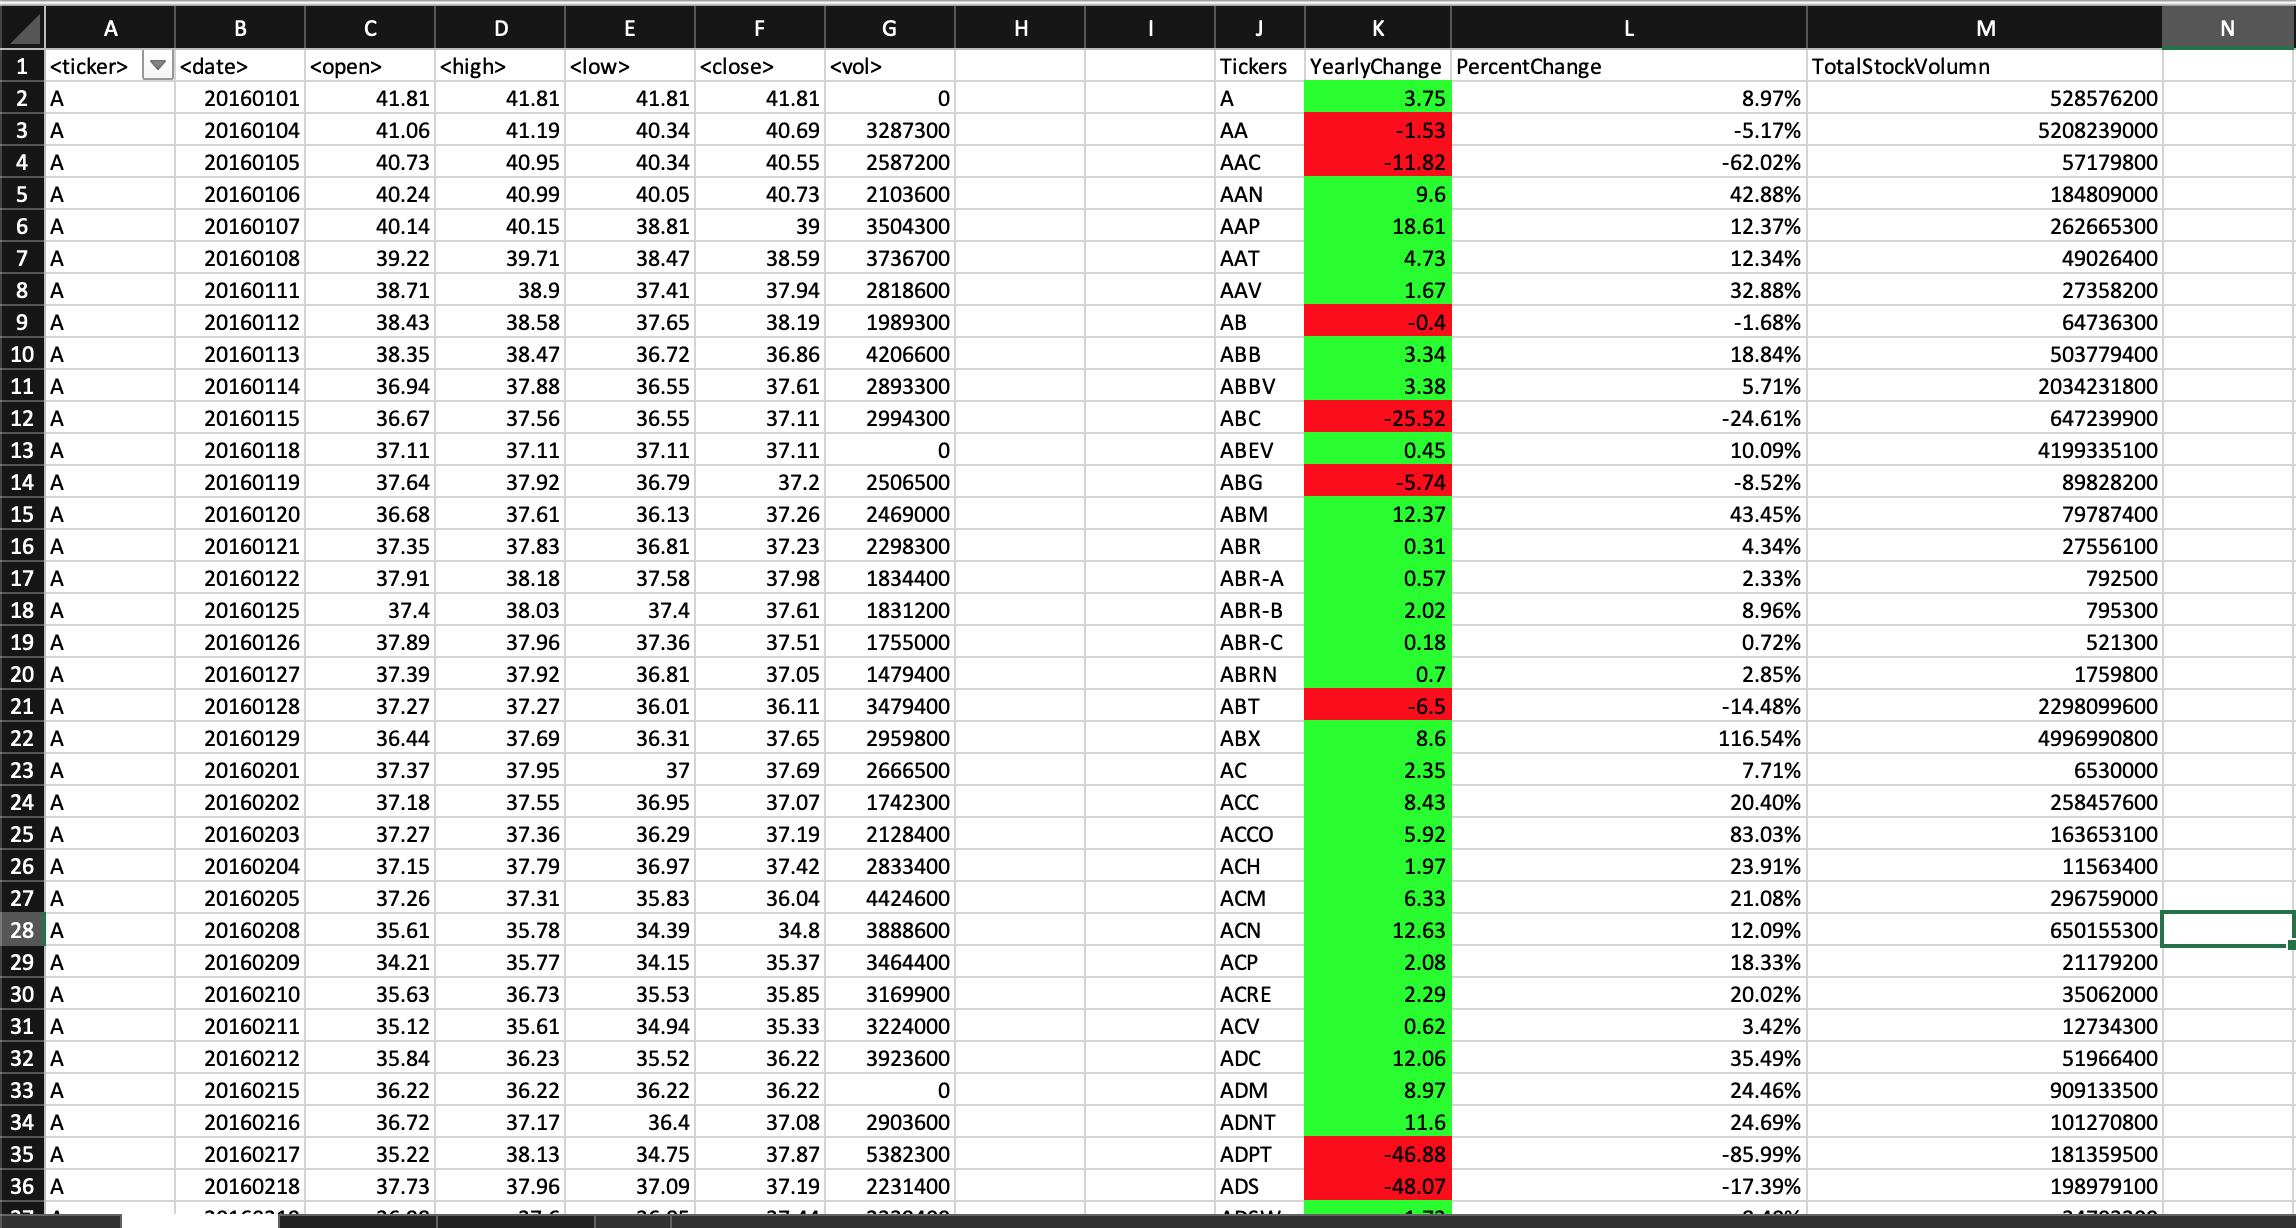 A B C D E F G H I J K L M N
1 <ticker> <date> <open> <high> <low> <close> <vol> Tickers YearlyChange PercentChange TotalStockVolumn
2 A 20160101 41.81 41.81 41.81 41.81 0 A 3.75 8.97% 528576200
3 A 20160104 41.06 41.19 40.34 40.69 3287300 AA -1.53 -5.17% 5208239000
4 A 20160105 40.73 40.95 40.34 40.55 2587200 AAC -11.82 -62.02% 57179800
5 A 20160106 40.24 40.99 40.05 40.73 2103600 AAN 9.6 42.88% 184809000
6 A 20160107 40.14 40.15 38.81 39 3504300 AAP 18.61 12.37% 262665300
7 A 20160108 39.22 39.71 38.47 38.59 3736700 AAT 4.73 12.34% 49026400
8 A 20160111 38.71 38.9 37.41 37.94 2818600 AAV 1.67 32.88% 27358200
9 A 20160112 38.43 38.58 37.65 38.19 1989300 AB -0.4 -1.68% 64736300
10 A 20160113 38.35 38.47 36.72 36.86 4206600 ABB 3.34 18.84% 503779400
11 A 20160114 36.94 37.88 36.55 37.61 2893300 ABBV 3.38 5.71% 2034231800
12 A 20160115 36.67 37.56 36.55 37.11 2994300 ABC -25.52 -24.61% 647239900
13 A 20160118 37.11 37.11 37.11 37.11 0 ABEV 0.45 10.09% 4199335100
14 A 20160119 37.64 37.92 36.79 37.2 2506500 ABG -5.74 -8.52% 89828200
15 A 20160120 36.68 37.61 36.13 37.26 2469000 ABM 12.37 43.45% 79787400
16 A 20160121 37.35 37.83 36.81 37.23 2298300 ABR 0.31 4.34% 27556100
17 A 20160122 37.91 38.18 37.58 37.98 1834400 ABR-A 0.57 2.33% 792500
18 A 20160125 37.4 38.03 37.4 37.61 1831200 ABR-B 2.02 8.96% 795300
19 A 20160126 37.89 37.96 37.36 37.51 1755000 ABR-C 0.18 0.72% 521300
20 A 20160127 37.39 37.92 36.81 37.05 1479400 ABRN 0.7 2.85% 1759800
21 A 20160128 37.27 37.27 36.01 36.11 3479400 ABT -6.5 -14.48% 2298099600
22 A 20160129 36.44 37.69 36.31 37.65 2959800 ABX 8.6 116.54% 4996990800
23 A 20160201 37.37 37.95 37 37.69 2666500 AC 2.35 7.71% 6530000
24 A 20160202 37.18 37.55 36.95 37.07 1742300 ACC 8.43 20.40% 258457600
25 A 20160203 37.27 37.36 36.29 37.19 2128400 ACCO 5.92 83.03% 163653100
26 A 20160204 37.15 37.79 36.97 37.42 2833400 ACH 1.97 23.91% 11563400
27 A 20160205 37.26 37.31 35.83 36.04 4424600 ACM 6.33 21.08% 296759000
28 A 20160208 35.61 35.78 34.39 34.8 3888600 ACN 12.63 12.09% 650155300
29 A 20160209 34.21 35.77 34.15 35.37 3464400 ACP 2.08 18.33% 21179200
30 A 20160210 35.63 36.73 35.53 35.85 3169900 ACRE 2.29 20.02% 35062000
31 A 20160211 35.12 35.61 34.94 35.33 3224000 ACV 0.62 3.42% 12734300
32 A 20160212 35.84 36.23 35.52 36.22 3923600 ADC 12.06 35.49% 51966400
33 A 20160215 36.22 36.22 36.22 36.22 0 ADM 8.97 24.46% 909133500
34 A 20160216 36.72 37.17 36.4 37.08 2903600 ADNT 11.6 24.69% 101270800
35 A 20160217 35.22 38.13 34.75 37.87 5382300 ADPT -46.88 -85.99% 181359500
36 A 20160218 37.73 37.96 37.09 37.19 2231400 ADS -48.07 -17.39% 198979100